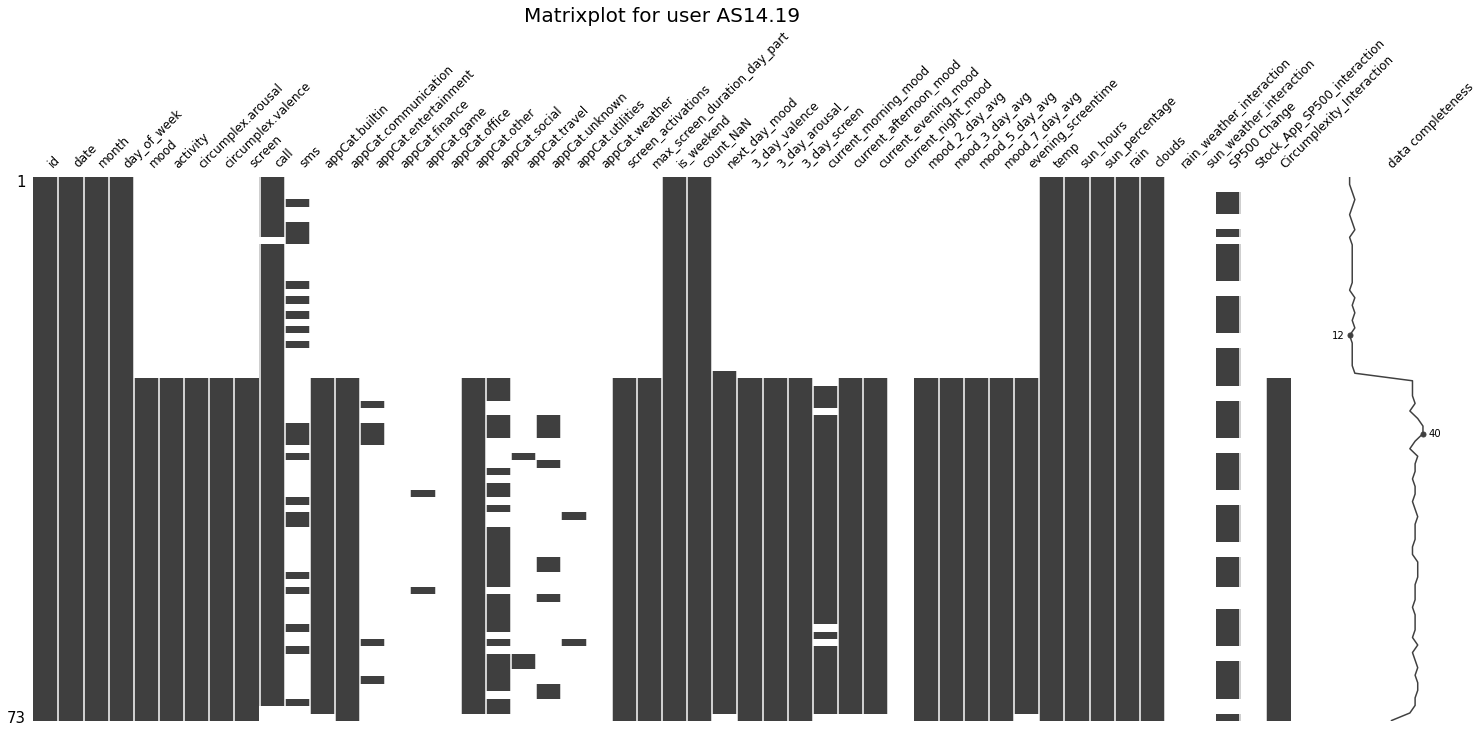 Matrixplot for user AS14.19
id
date
month
day_of_week
mood
activity
circumplex.arousal
circumplex.valence
screen
call
sms
appCat.builtin
appCat.communication
appCat.entertainment
appCat.finance
appCat.game
appCat.office
appCat.other
appCat.social
appCat.travel
appCat.unknown
appCat.utilities
appCat.weather
screen_activations
max_screen_duration_day_part
is_weekend
count_NaN
next_day_mood
3_day_valence
3_day_arousal_
3_day_screen
current_morning_mood
current_afternoon_mood
current_evening_mood
current_night_mood
mood_2_day_avg
mood_3_day_avg
mood_5_day_avg
mood_7_day_avg
evening_screentime
temp
sun_hours
sun_percentage
rain
clouds
rain_weather_interaction
sun_weather_interaction
SP500 Change
Stock_App_SP500_interaction
Circumplexity_Interaction
data completeness
1
12
40
73